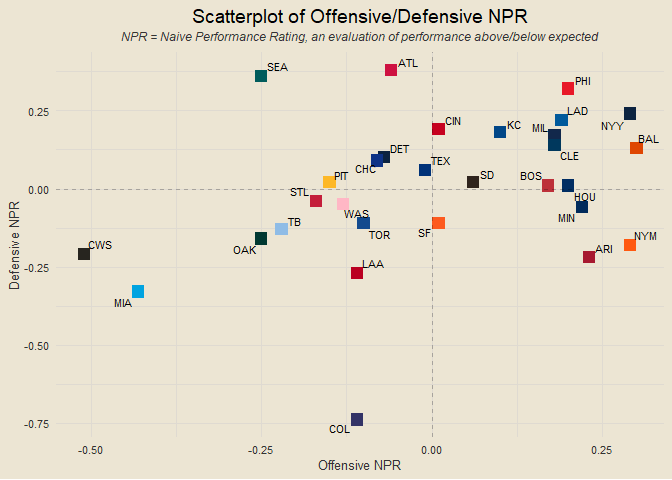 Scatterplot of Offensive/Defensive NPR
NPR = Naive Performance Rating, an evaluation of performance above/below expected
SEA
ATL
PHI
0.25
LAD
NYY
CIN
KC
MIL
BAL
DET
CLE
CHC
TEX
PIT
SD
BOS
0.00
STL
HOU
WAS
MIN
TB
TOR
SF
NYM
CWS
OAK
ARI
LAA
-0.25
MIA
-0.50
COL
-0.75
Defensive NPR
-0.50
-0.25
0.00
0.25
Offensive NPR